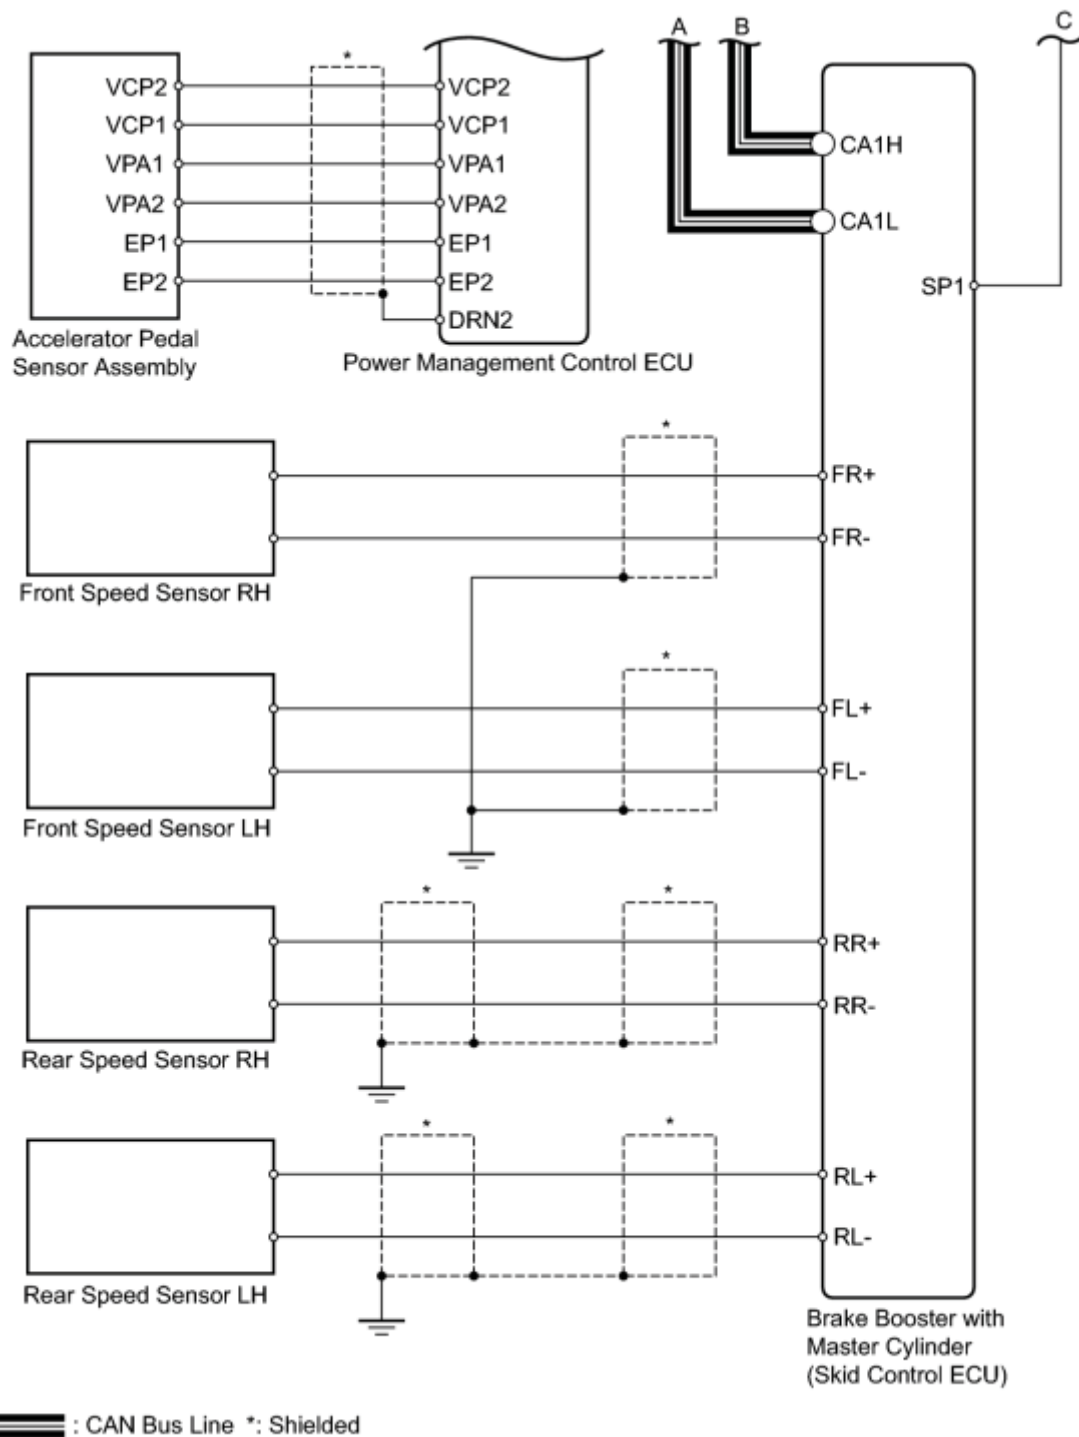 A B C
*
VCP2 VCP2
VCP1 VCP1
VPA1 VPA1
VPA2 VPA2
EP1 EP1
EP2 EP2
DRN2
Accelerator Pedal
Sensor Assembly
Power Management Control ECU
CA1H
CA1L
SP1
*
FR+
FR-
Front Speed Sensor RH
*
FL+
FL-
Front Speed Sensor LH
* *
RR+
RR-
Rear Speed Sensor RH
* *
RL+
RL-
Rear Speed Sensor LH
Brake Booster with
Master Cylinder
(Skid Control ECU)
: CAN Bus Line *: Shielded